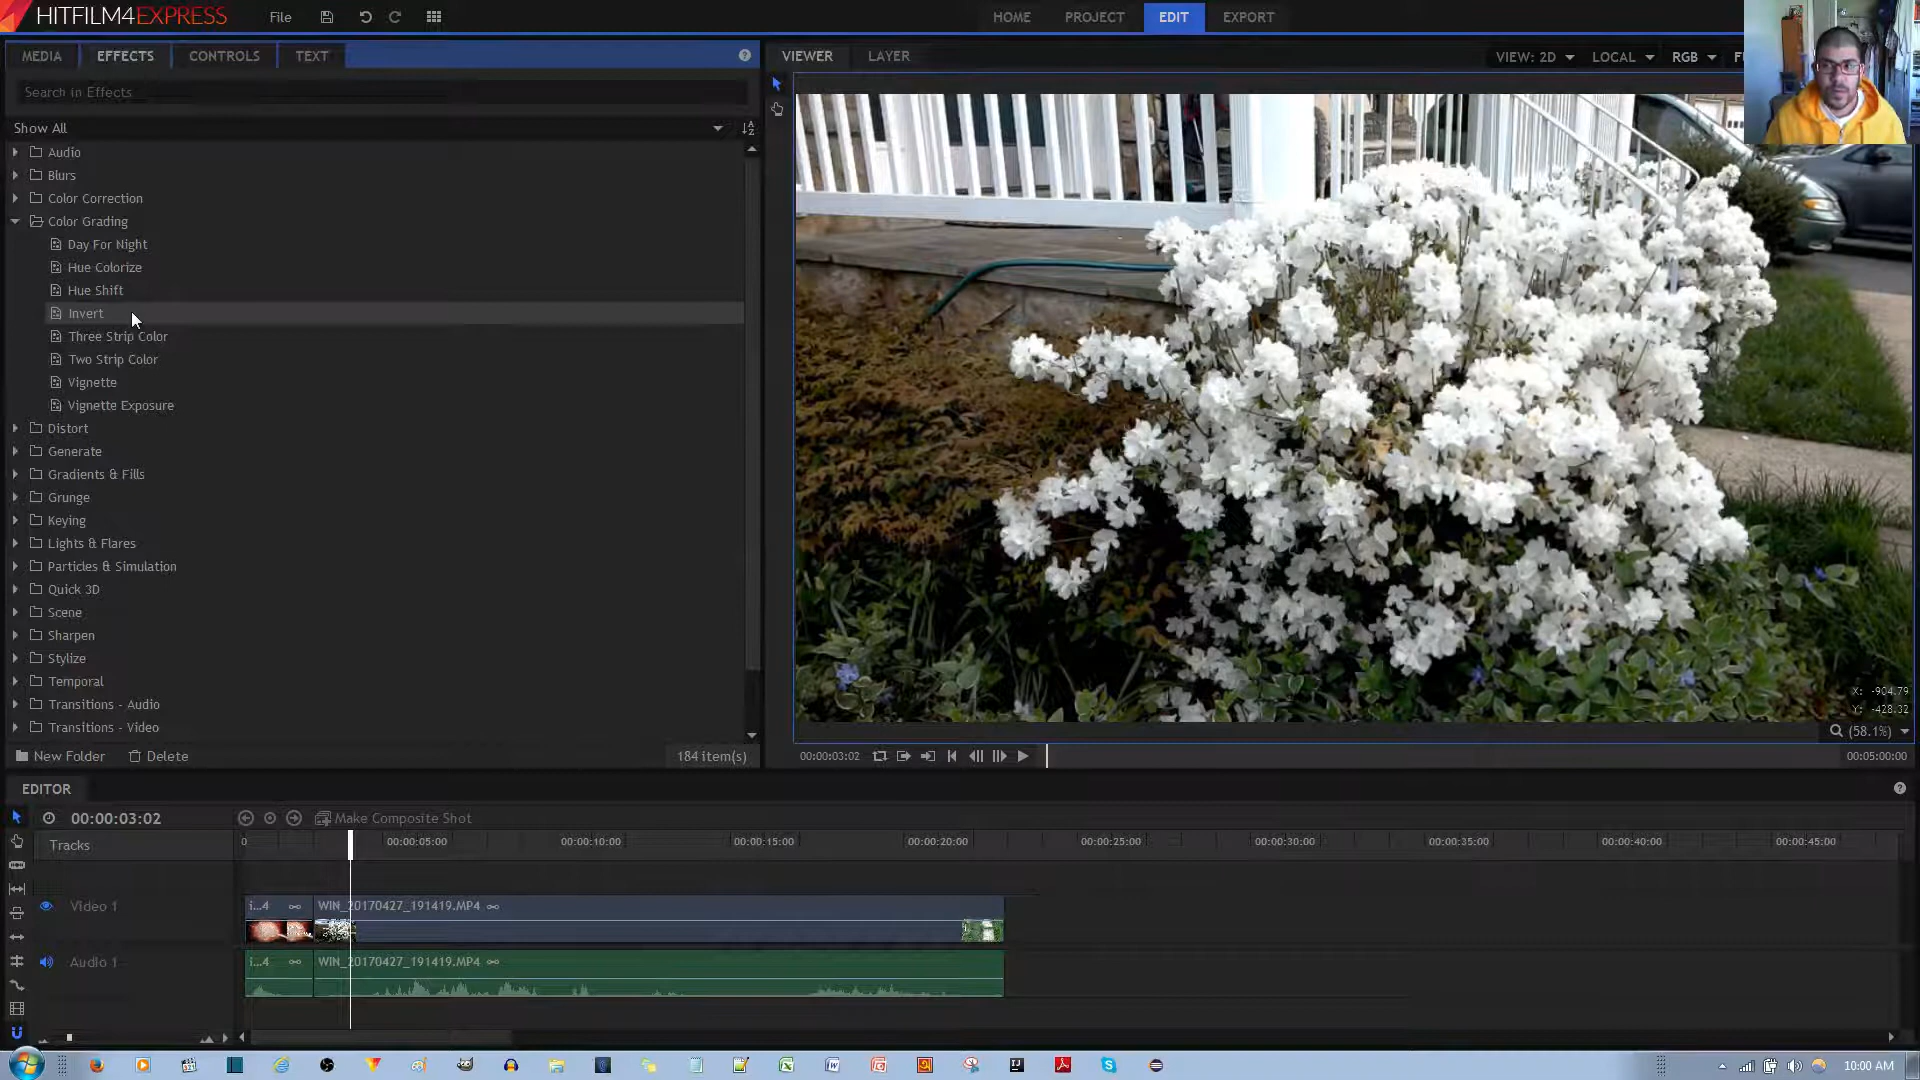 HITFILM4EXPRESS
File
HOME
PROJECT
EDIT
EXPORT
MEDIA
EFFECTS
CONTROLS
TEXT
VIEWER
LAYER
VIEW: 2D
LOCAL
RGB
Search in Effects
Show All
Audio
Blurs
Color Correction
Color Grading
Day For Night
Hue Colorize
Hue Shift
Invert
Three Strip Color
Two Strip Color
Vignette
Vignette Exposure
Distort
Generate
Gradients & Fills
Grunge
Keying
Lights & Flares
Particles & Simulation
Quick 3D
Scene
Sharpen
Stylize
Temporal
Transitions - Audio
Transitions - Video
New Folder
Delete
184 item(s)
X: -904.79
Y: -428.32
(58.1%)
00:00:03:02
00:05:00:00
EDITOR
00:00:03:02
Make Composite Shot
Tracks
0
00:00:05:00
00:00:10:00
00:00:15:00
00:00:20:00
00:00:25:00
00:00:30:00
00:00:35:00
00:00:40:00
00:00:45:00
Video 1
i...4
WIN_20170427_191419.MP4
Audio 1
i...4
WIN_20170427_191419.MP4
10:00 AM